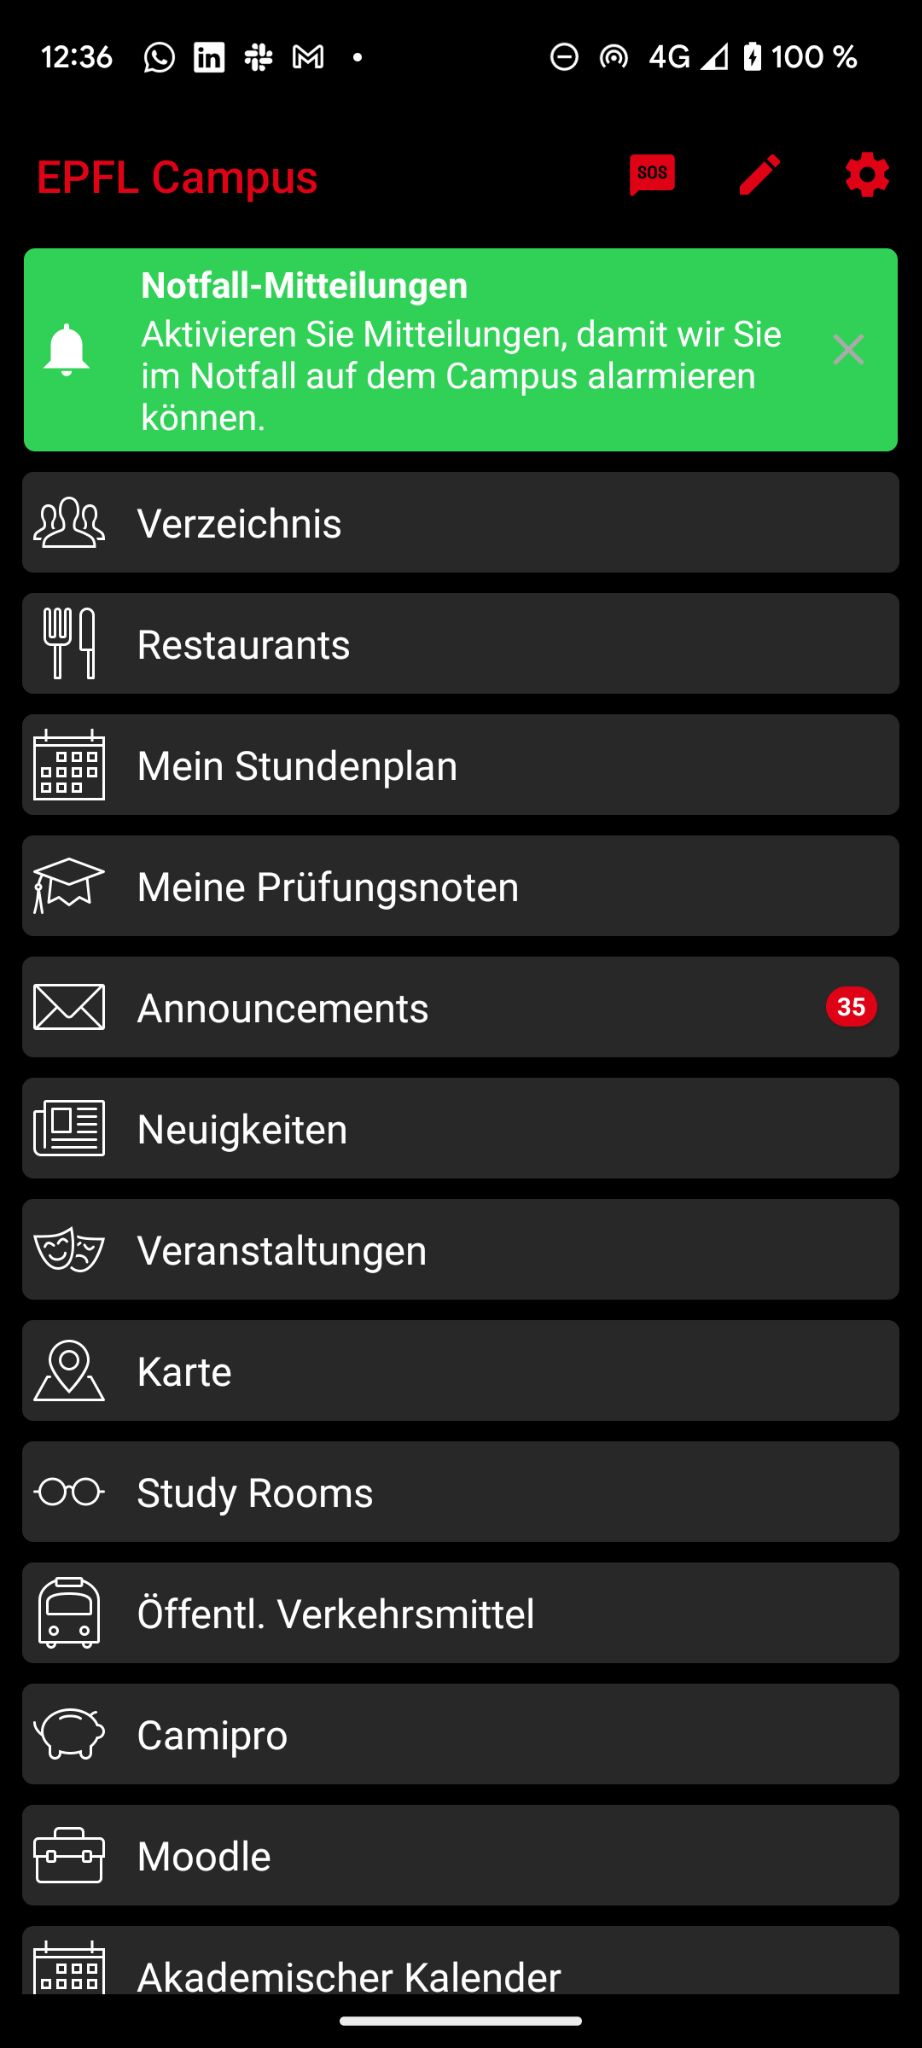 12:36 4G 100 %
EPFL Campus SOS
Notfall-Mitteilungen
Aktivieren Sie Mitteilungen, damit wir Sie
im Notfall auf dem Campus alarmieren
können.
Verzeichnis
Restaurants
Mein Stundenplan
Meine Prüfungsnoten
Announcements 35
Neuigkeiten
Veranstaltungen
Karte
Study Rooms
Öffentl. Verkehrsmittel
Camipro
Moodle
Akademischer Kalender